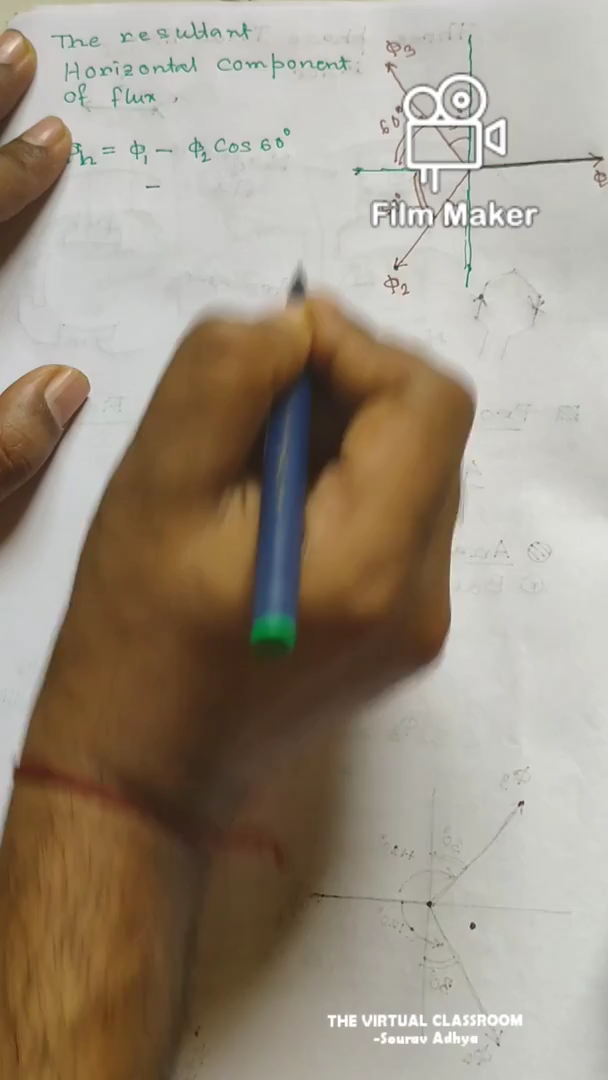 The resultant
Horizontal component
of flux.
ϕh = ϕ1 - ϕ2 Cos 60°
-
ϕ3
60°
ϕ2
Film Maker
THE VIRTUAL CLASSROOM
-Sourav Adhya